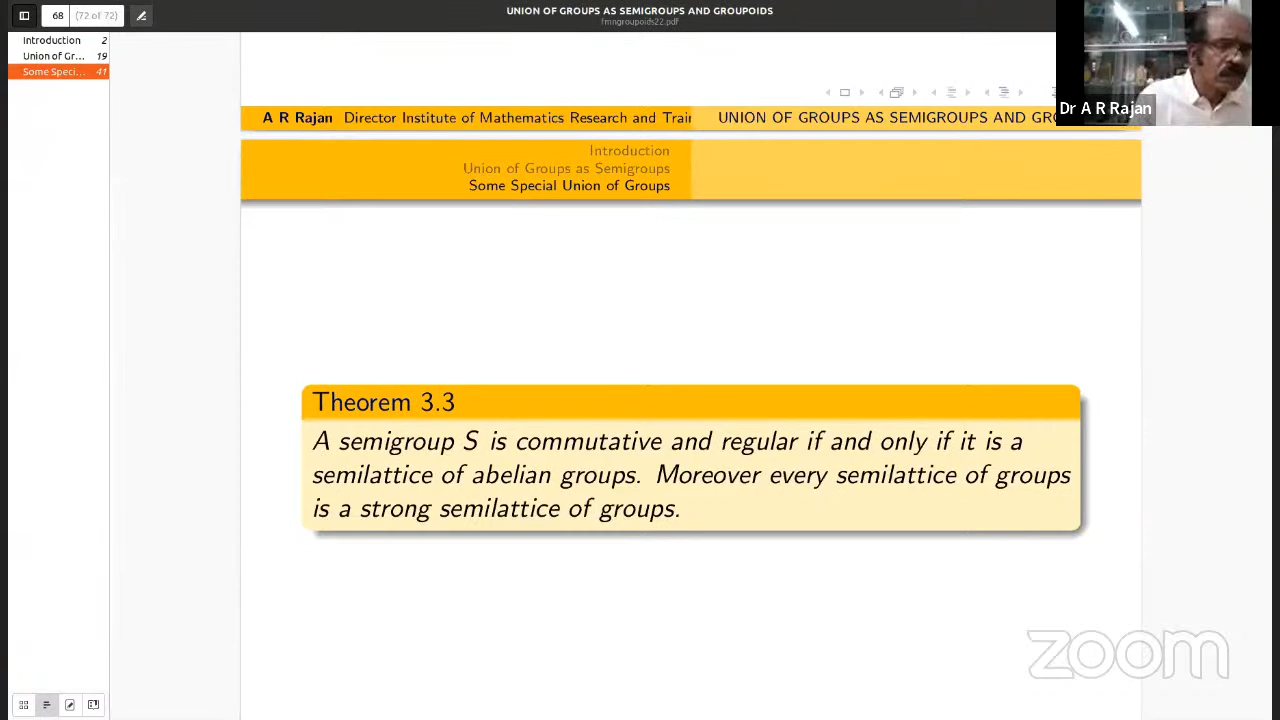 UNION OF GROUPS AS SEMIGROUPS AND GROUPOIDS
fmngroupoids22.pdf
68 (72 of 72)
Introduction 2
Union of Gr... 19
Some Speci... 41
Dr A R Rajan
A R Rajan Director Institute of Mathematics Research and Trai UNION OF GROUPS AS SEMIGROUPS AND GRO
Introduction
Union of Groups as Semigroups
Some Special Union of Groups
Theorem 3.3
A semigroup S is commutative and regular if and only if it is a
semilattice of abelian groups. Moreover every semilattice of groups
is a strong semilattice of groups.
zoom